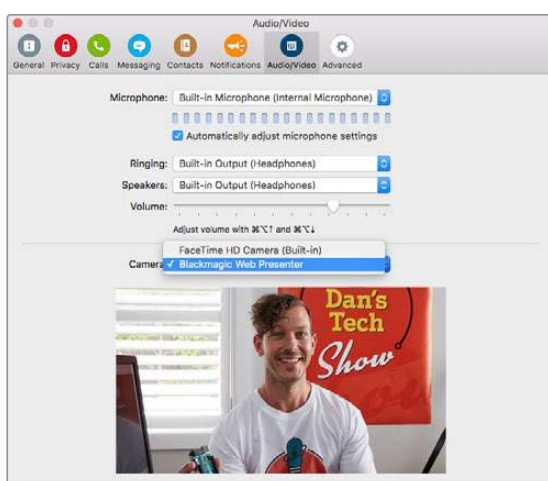 Audio/Video
General Privacy Calls Messaging Contacts Notifications Audio/Video Advanced
Microphone: Built-in Microphone (Internal Microphone)
Automatically adjust microphone settings
Ringing: Built-in Output (Headphones)
Speakers: Built-in Output (Headphones)
Volume:
Adjust volume with ⌘⌥↑ and ⌘⌥↓
FaceTime HD Camera (Built-in)
Camera ✓ Blackmagic Web Presenter
Dan's
Tech
Show